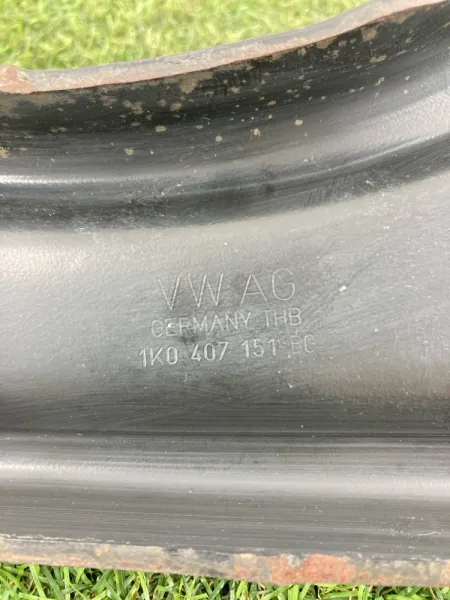 VW AG
GERMANY THB
1K0 407 151 BC